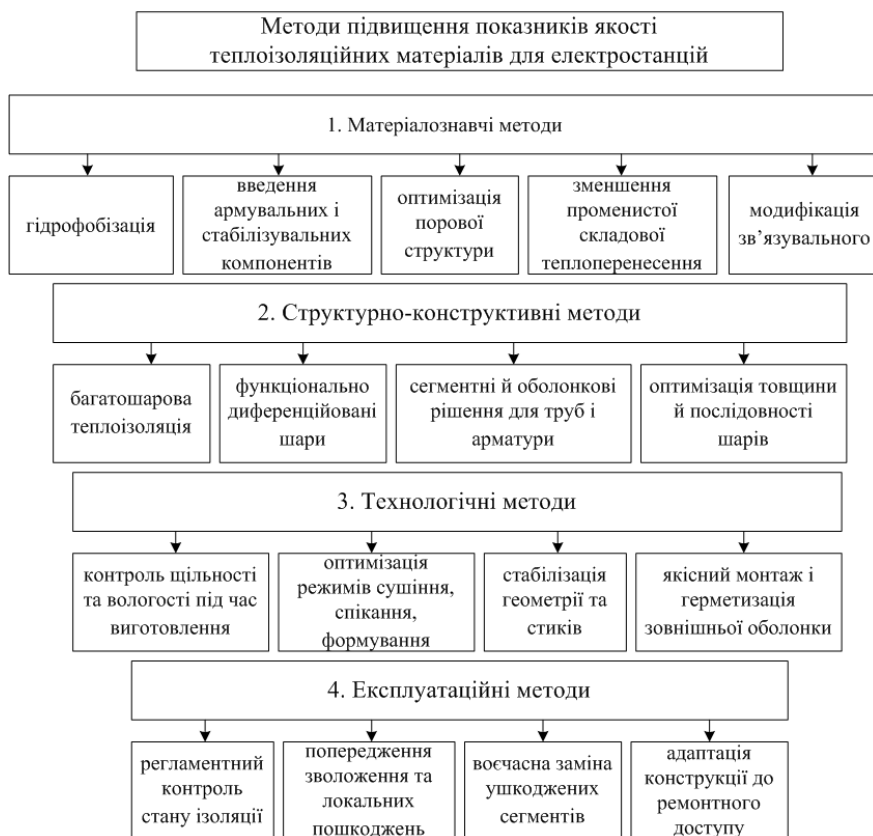 Методи підвищення показників якості
теплоізоляційних матеріалів для електростанцій
1. Матеріалознавчі методи
гідрофобізація
введення
армувальних і
стабілізувальних
компонентів
оптимізація
порової
структури
зменшення
променистої
складової
теплоперенесення
модифікація
зв’язувального
2. Структурно-конструктивні методи
багатошарова
теплоізоляція
функціонально
диференційовані
шари
сегментні й оболонкові
рішення для труб і
арматури
оптимізація товщини
й послідовності
шарів
3. Технологічні методи
контроль щільності
та вологості під час
виготовлення
оптимізація
режимів сушіння,
спікання,
формування
стабілізація
геометрії та
стиків
якісний монтаж і
герметизація
зовнішньої оболонки
4. Експлуатаційні методи
регламентний
контроль
стану ізоляції
попередження
зволоження та
локальних
пошкоджень
воєчасна заміна
ушкоджених
сегментів
адаптація
конструкції до
ремонтного
доступу